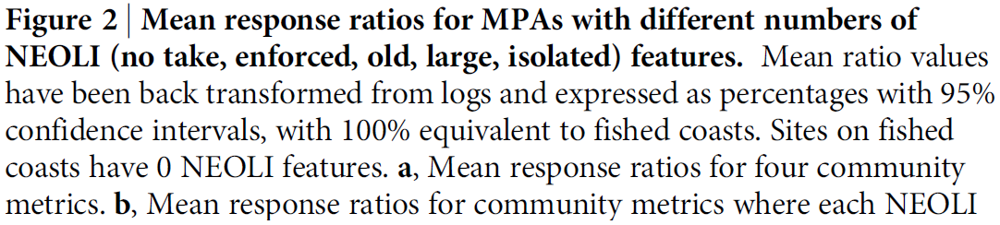 Figure 2 | Mean response ratios for MPAs with different numbers of
NEOLI (no take, enforced, old, large, isolated) features. Mean ratio values
have been back transformed from logs and expressed as percentages with 95%
confidence intervals, with 100% equivalent to fished coasts. Sites on fished
coasts have 0 NEOLI features. a, Mean response ratios for four community
metrics. b, Mean response ratios for community metrics where each NEOLI